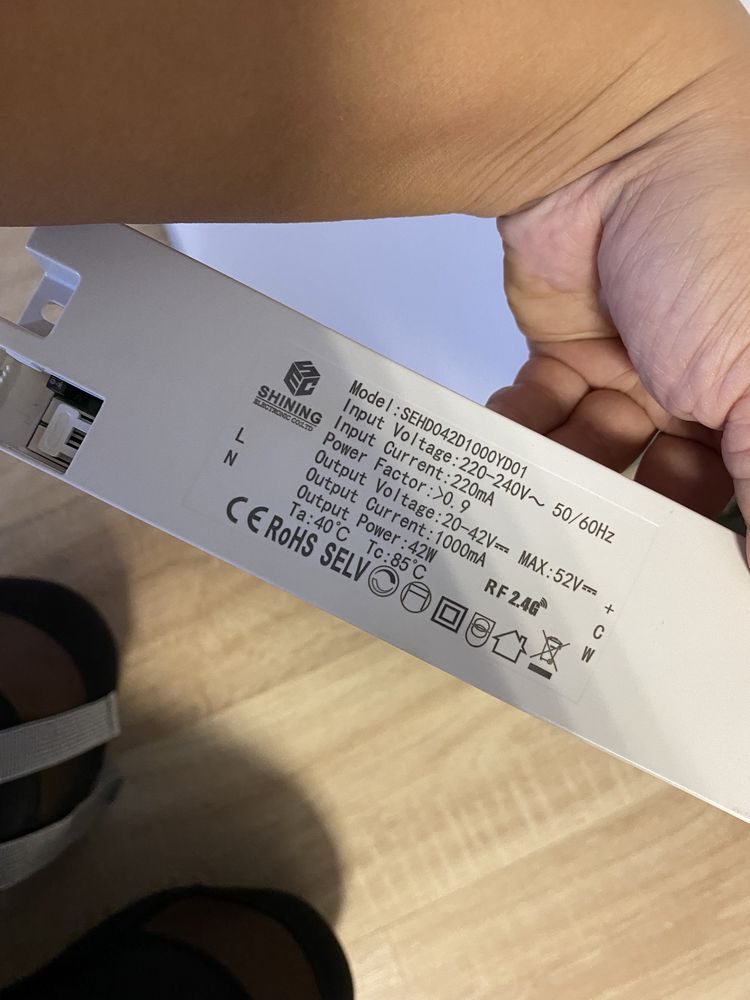 SEC
SHINING
ELECTRONIC CO.LTD
L
N
Model:SEHD042D1000YD01
Input Voltage:220-240V~ 50/60Hz
Input Current:220mA
Power Factor:>0.9
Output Voltage:20-42V⎓ MAX:52V⎓
Output Current:1000mA
Output Power:42W
Ta:40℃ Tc:85℃
CE RoHS SELV
RF 2.4G
+
C
W